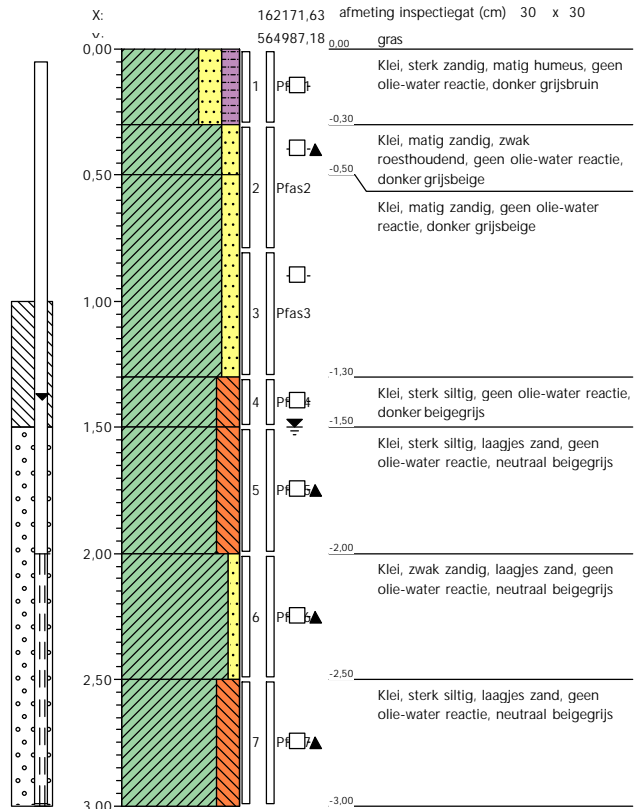 X: 162171,63 afmeting inspectiegat (cm) 30 x 30
564987,18 gras
0,00 0,00
Klei, sterk zandig, matig humeus, geen
olie-water reactie, donker grijsbruin
1
-0,30
Klei, matig zandig, zwak
roesthoudend, geen olie-water reactie,
donker grijsbeige
0,50 -0,50
2 Pfas2
Klei, matig zandig, geen olie-water
reactie, donker grijsbeige
1,00
3 Pfas3
-1,30
Klei, sterk siltig, geen olie-water reactie,
donker beigegrijs
4
1,50 -1,50
Klei, sterk siltig, laagjes zand, geen
olie-water reactie, neutraal beigegrijs
5
2,00 -2,00
Klei, zwak zandig, laagjes zand, geen
olie-water reactie, neutraal beigegrijs
6
2,50 -2,50
Klei, sterk siltig, laagjes zand, geen
olie-water reactie, neutraal beigegrijs
7
3,00 -3,00